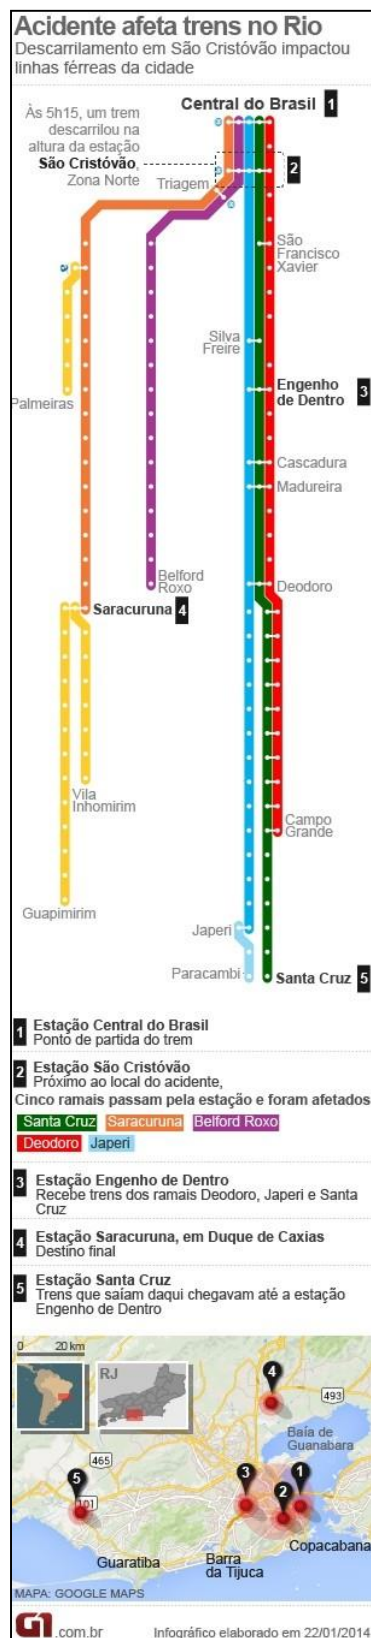 Acidente afeta trens no Rio
Descarrilamento em São Cristóvão impactou
linhas férreas da cidade
Às 5h15, um trem
descarrilou na
altura da estação
São Cristóvão,
Zona Norte
Central do Brasil 1
2
Triagem
São
Francisco
Xavier
Silva
Freire
Engenho
de Dentro
3
Palmeiras
Cascadura
Madureira
Belford
Roxo
Deodoro
Saracuruna 4
Vila
Inhomirim
Campo
Grande
Guapimirim
Japeri
Paracambi
Santa Cruz 5
1 Estação Central do Brasil
Ponto de partida do trem
2 Estação São Cristóvão
Próximo ao local do acidente,
Cinco ramais passam pela estação e foram afetados
Santa Cruz Saracuruna Belford Roxo
Deodoro Japeri
3 Estação Engenho de Dentro
Recebe trens dos ramais Deodoro, Japeri e Santa
Cruz
4 Estação Saracuruna, em Duque de Caxias
Destino final
5 Estação Santa Cruz
Trens que saíam daqui chegavam até a estação
Engenho de Dentro
0 20 km
RJ
4
493
Baía de
Guanabara
465
5
101
3
1
2
Copacabana
Guaratiba
Barra
da Tijuca
MAPA: GOOGLE MAPS
G1.com.br
Infográfico elaborado em 22/01/2014